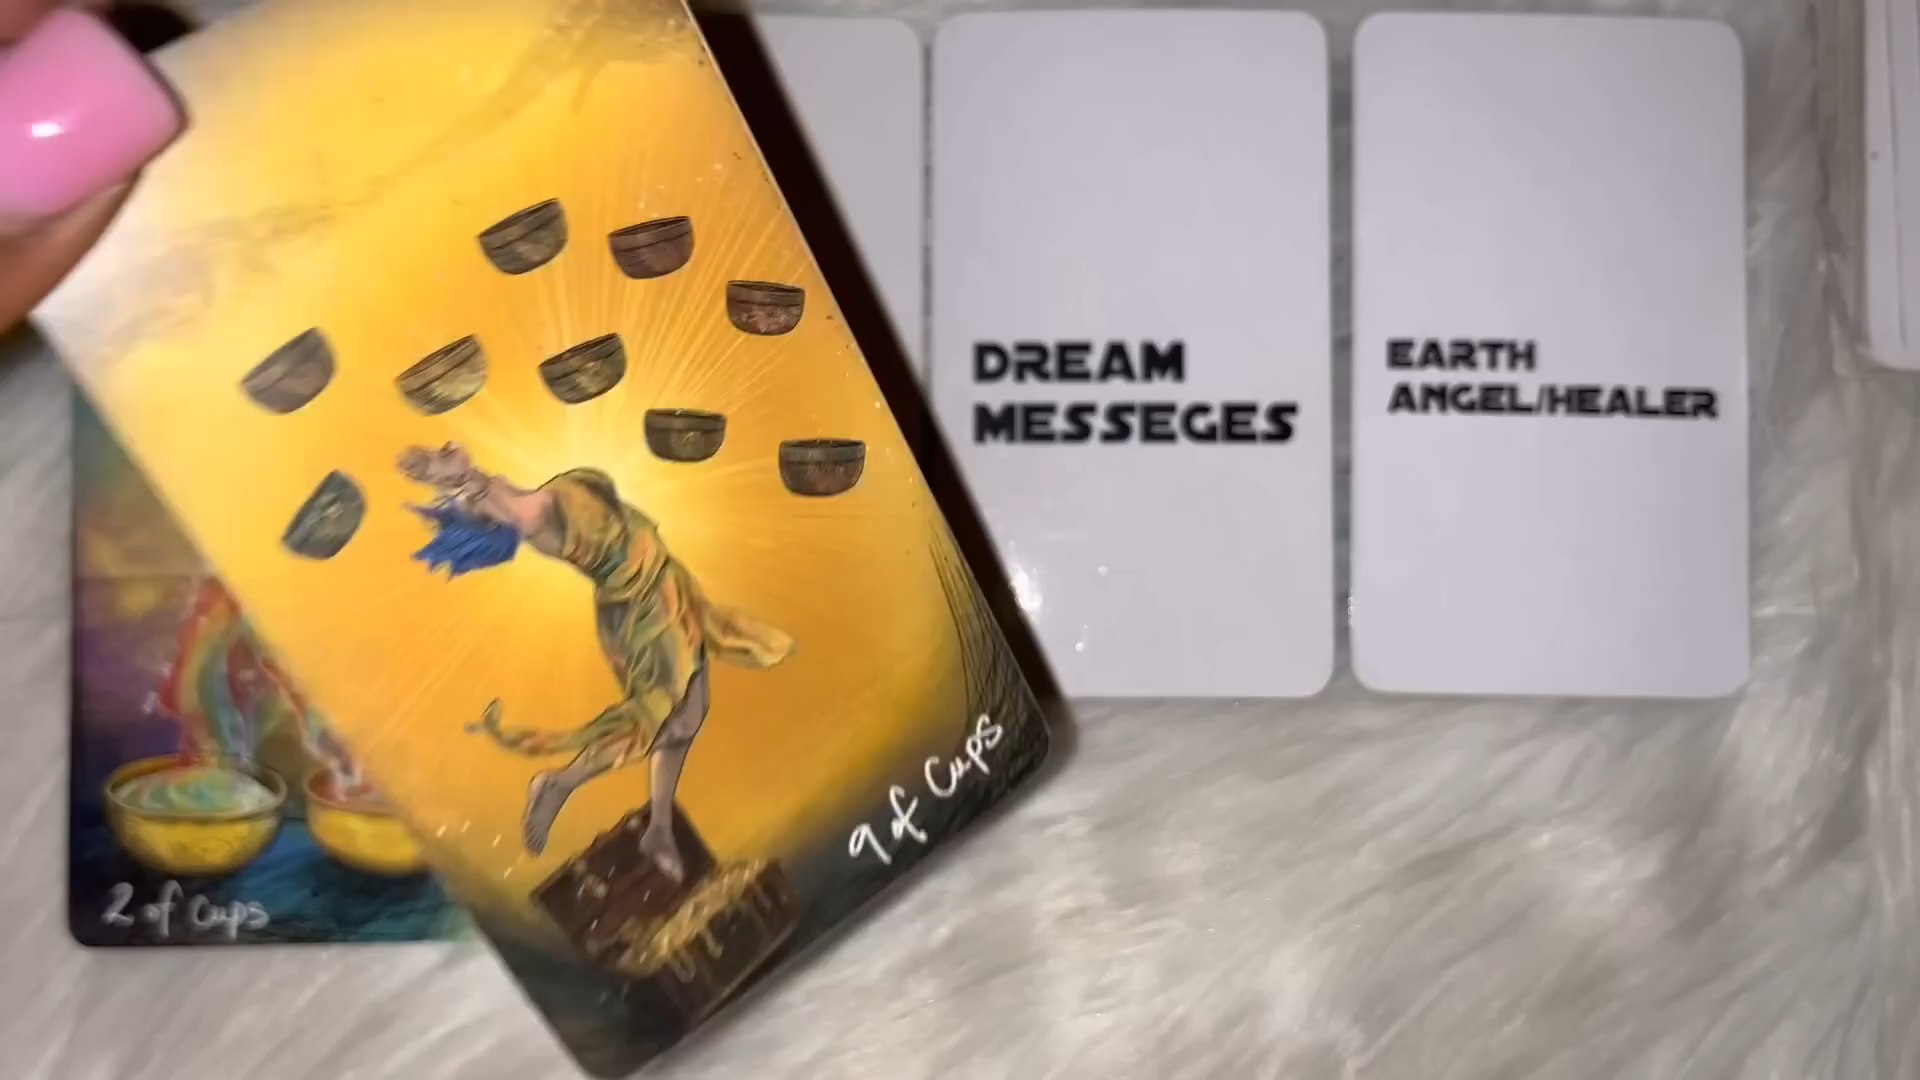 DREAM
MESSEGES
EARTH
ANGEL/HEALER
9 of Cups
2 of Cups